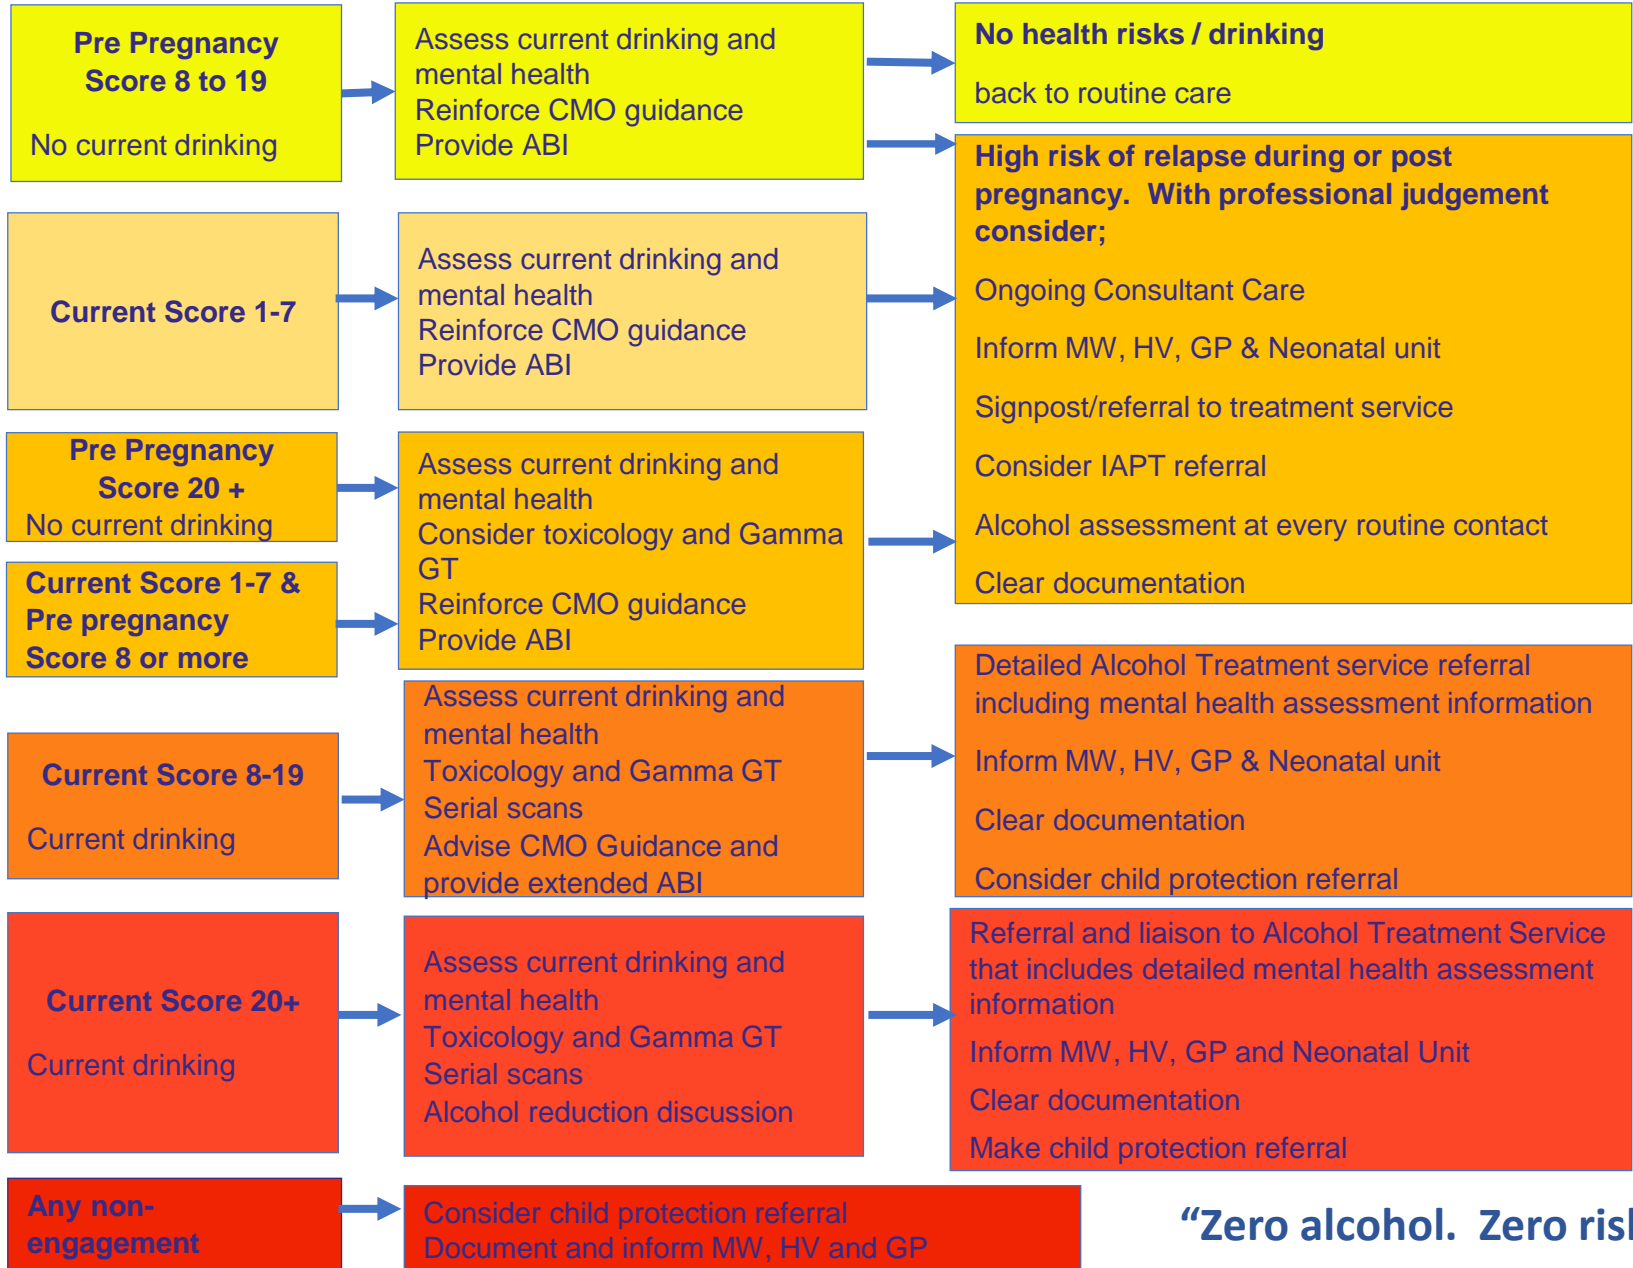 Pre Pregnancy
Score 8 to 19
No current drinking
Assess current drinking and
mental health
Reinforce CMO guidance
Provide ABI
No health risks / drinking
back to routine care
High risk of relapse during or post
pregnancy.  With professional judgement
consider;
Ongoing Consultant Care
Inform MW, HV, GP & Neonatal unit
Signpost/referral to treatment service
Consider IAPT referral
Alcohol assessment at every routine contact
Clear documentation
Current Score 1-7
Assess current drinking and
mental health
Reinforce CMO guidance
Provide ABI
Pre Pregnancy
Score 20 +
No current drinking
Current Score 1-7 &
Pre pregnancy
Score 8 or more
Assess current drinking and
mental health
Consider toxicology and Gamma
GT
Reinforce CMO guidance
Provide ABI
Current Score 8-19
Current drinking
Assess current drinking and
mental health
Toxicology and Gamma GT
Serial scans
Advise CMO Guidance and
provide extended ABI
Detailed Alcohol Treatment service referral
including mental health assessment information
Inform MW, HV, GP & Neonatal unit
Clear documentation
Consider child protection referral
Current Score 20+
Current drinking
Assess current drinking and
mental health
Toxicology and Gamma GT
Serial scans
Alcohol reduction discussion
Referral and liaison to Alcohol Treatment Service
that includes detailed mental health assessment
information
Inform MW, HV, GP and Neonatal Unit
Clear documentation
Make child protection referral
Any non-
engagement
Consider child protection referral
Document and inform MW, HV and GP
“Zero alcohol.  Zero risk